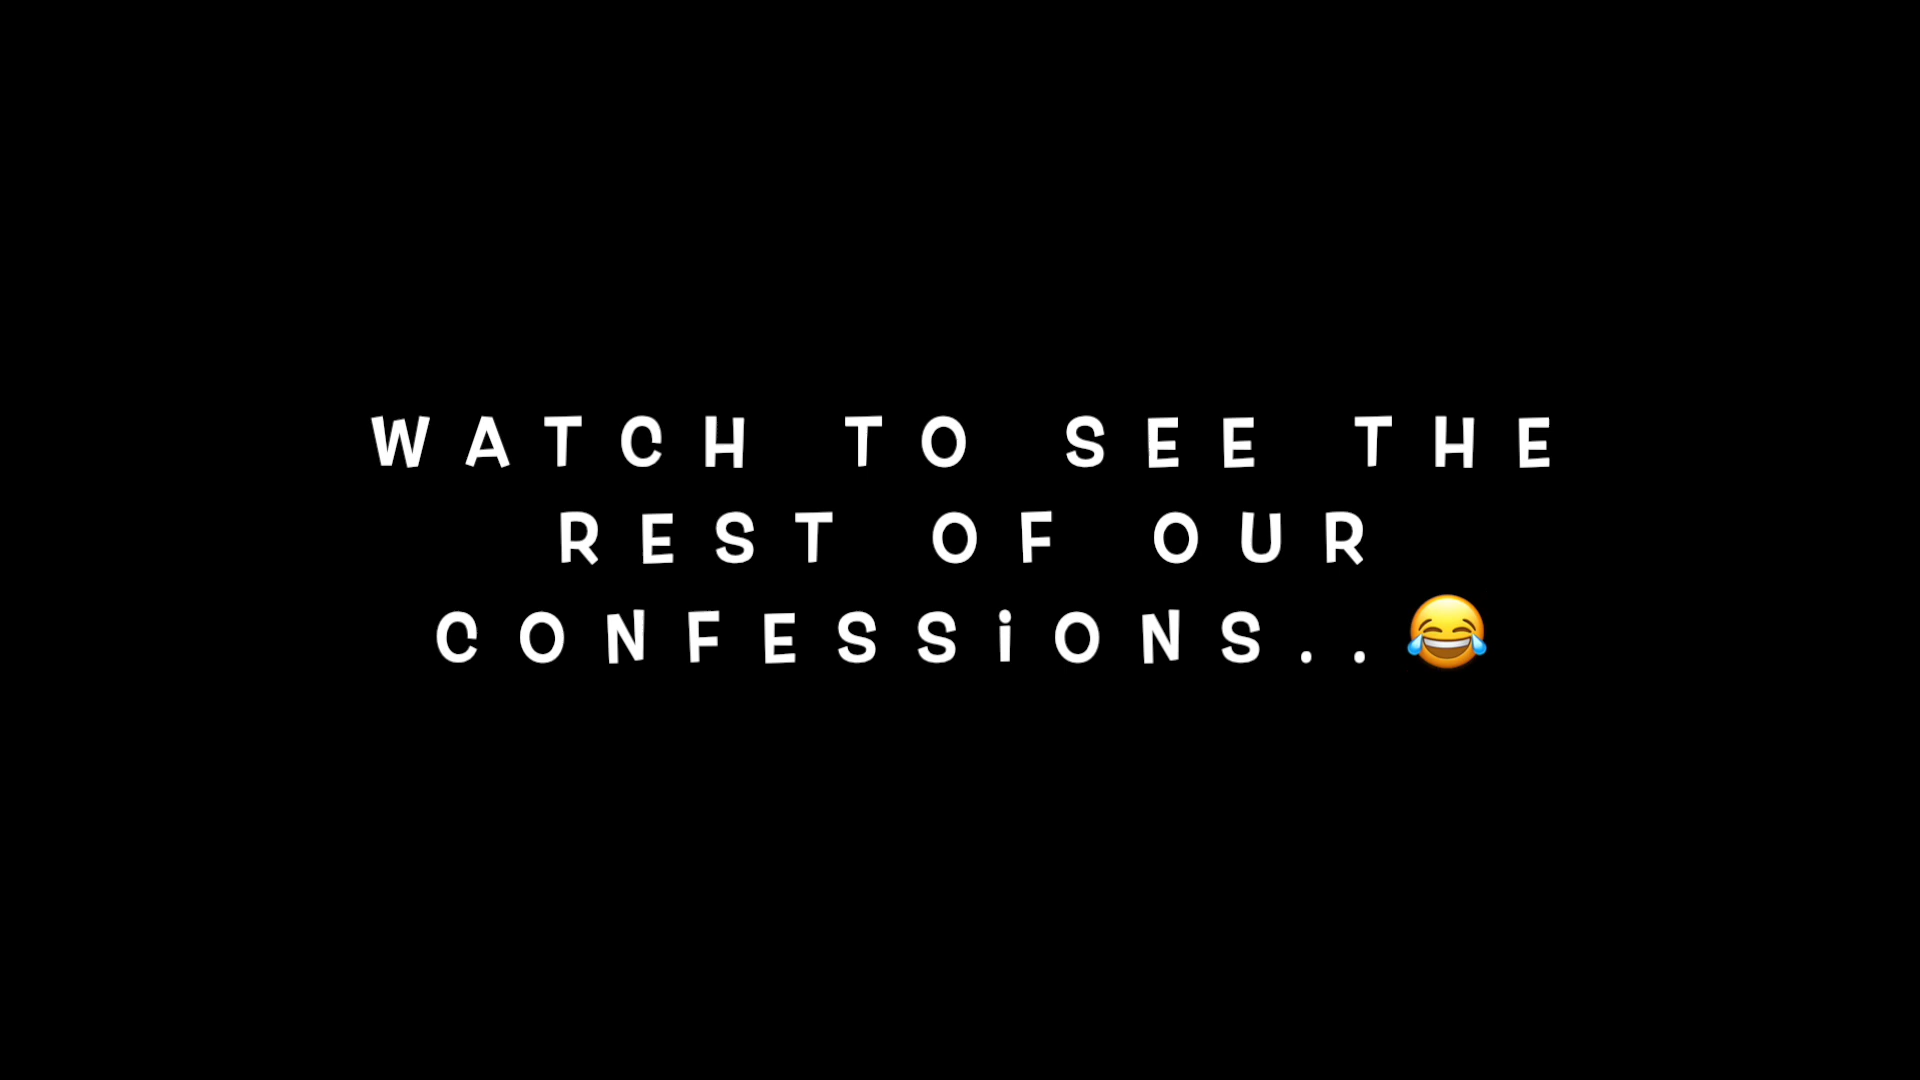 WATCH TO SEE THE
REST OF OUR
CONFESSiONS..😂